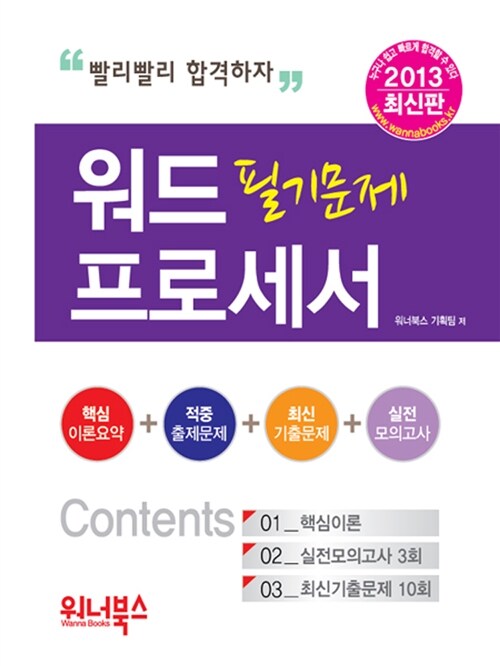 “ 빨리빨리 합격하자 ”
누구나 쉽고 빠르게 합격할 수 있다
2013
최신판
www.wannabooks.kr
워드 필기문제
프로세서
워너북스 기획팀 저
핵심
이론요약
+
적중
출제문제
+
최신
기출문제
+
실전
모의고사
Contents
01_핵심이론
02_실전모의고사 3회
03_최신기출문제 10회
워너북스
Wanna Books